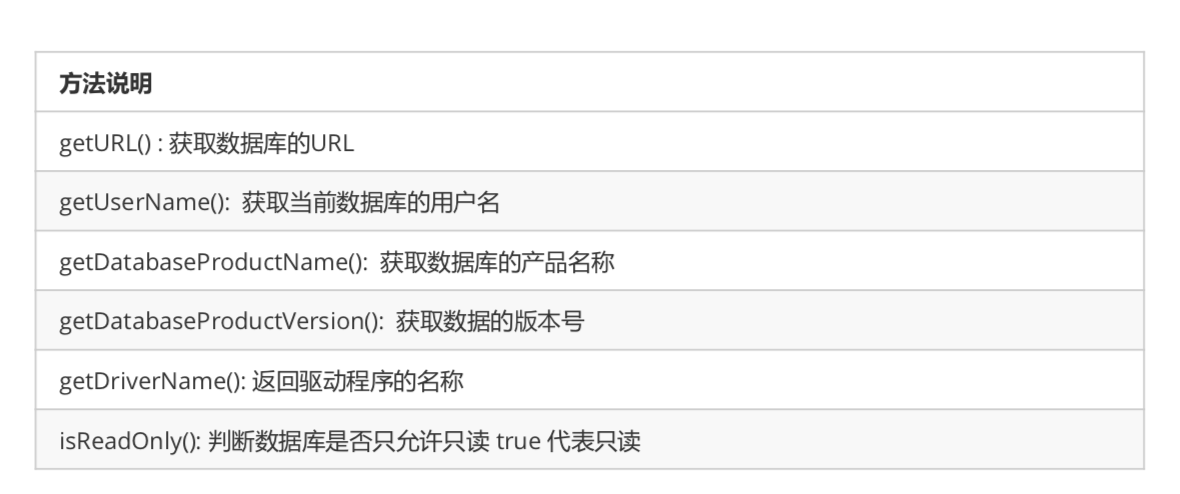 方法说明
getURL() : 获取数据库的URL
getUserName(): 获取当前数据库的用户名
getDatabaseProductName(): 获取数据库的产品名称
getDatabaseProductVersion(): 获取数据的版本号
getDriverName(): 返回驱动程序的名称
isReadOnly(): 判断数据库是否只允许只读 true 代表只读